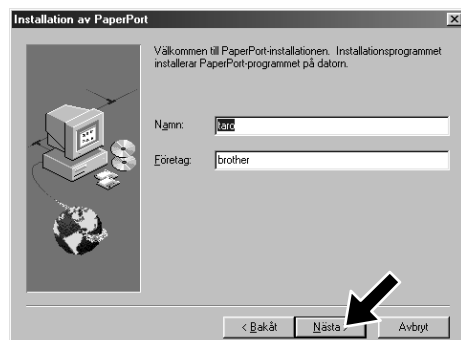 Installation av PaperPort
Välkommen till PaperPort-installationen. Installationsprogrammet
installerar PaperPort-programmet på datorn.
Namn: taro
Företag: brother
< Bakåt Nästa > Avbryt